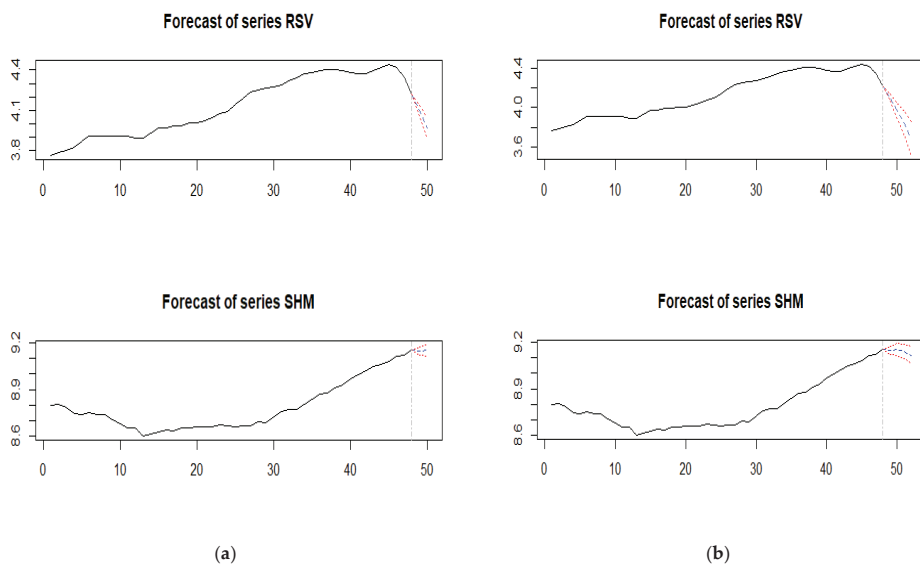 Forecast of series RSV
3.8 4.1 4.4
0 10 20 30 40 50
Forecast of series RSV
3.6 4.0 4.4
0 10 20 30 40 50
Forecast of series SHM
8.6 8.9 9.2
0 10 20 30 40 50
Forecast of series SHM
8.6 8.9 9.2
0 10 20 30 40 50
(a)
(b)